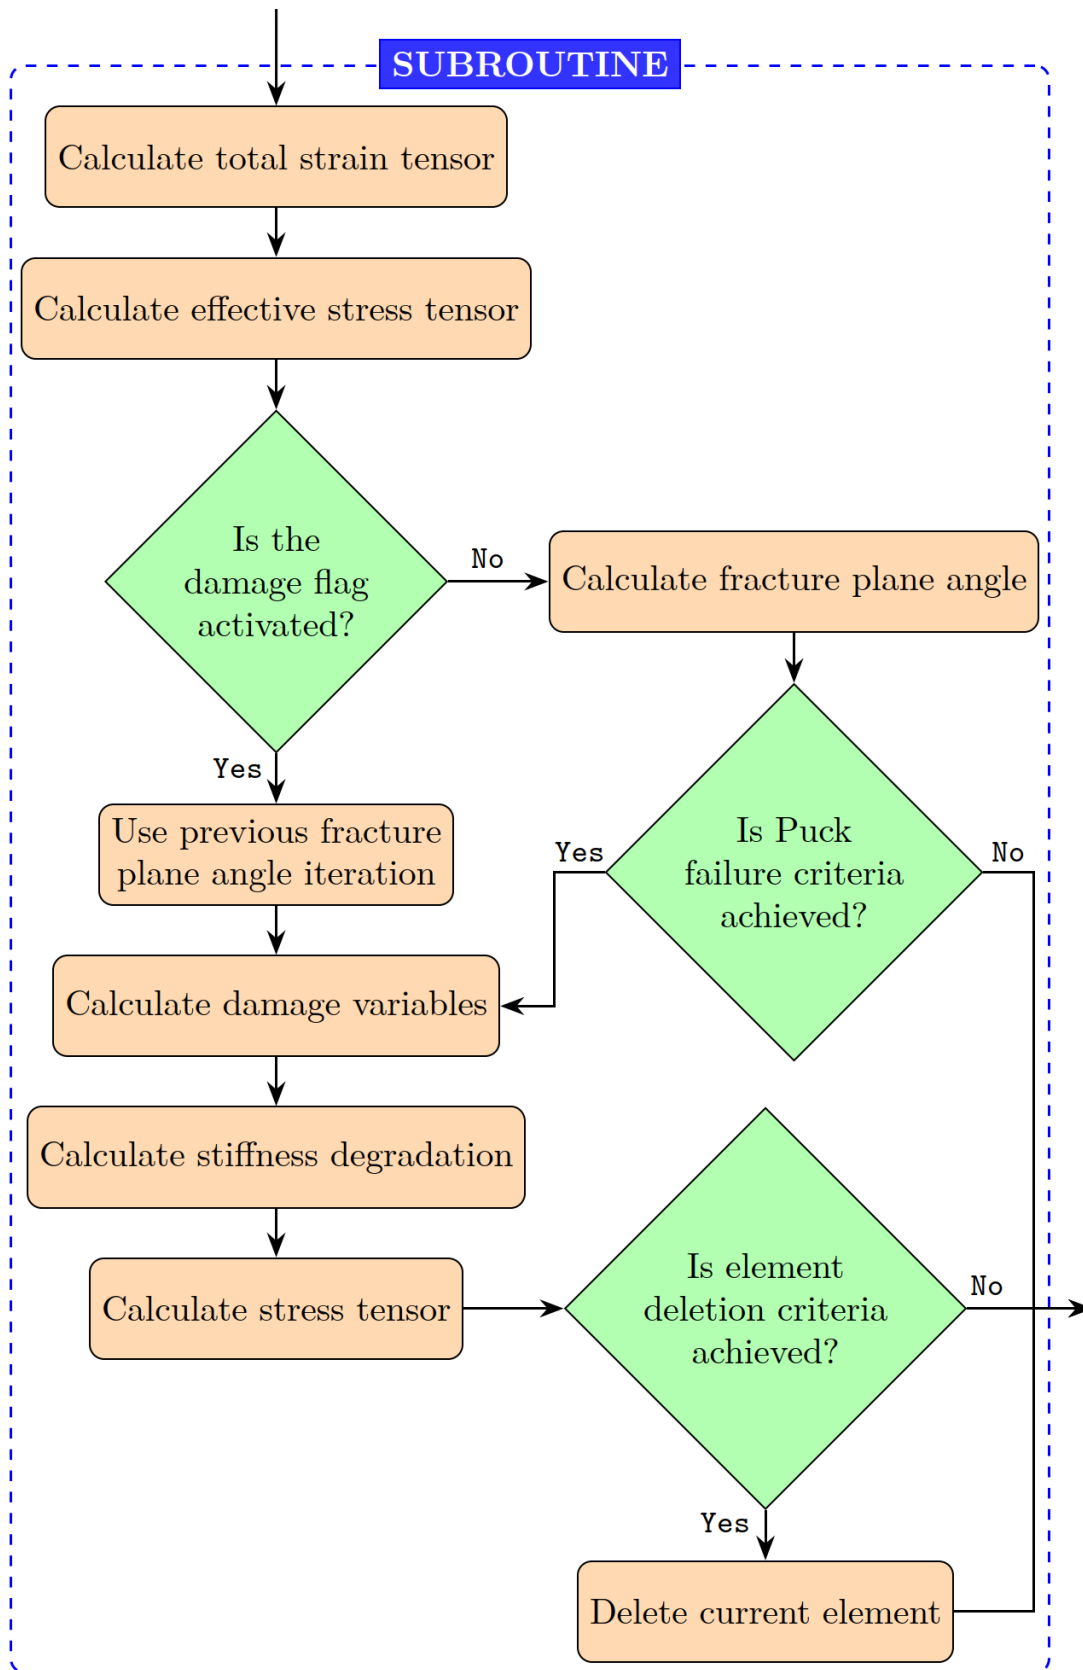 SUBROUTINE
Calculate total strain tensor
Calculate effective stress tensor
Is the
damage flag
activated?
No
Calculate fracture plane angle
Yes
Use previous fracture
plane angle iteration
Is Puck
failure criteria
achieved?
Yes
No
Calculate damage variables
Calculate stiffness degradation
Calculate stress tensor
Is element
deletion criteria
achieved?
No
Yes
Delete current element